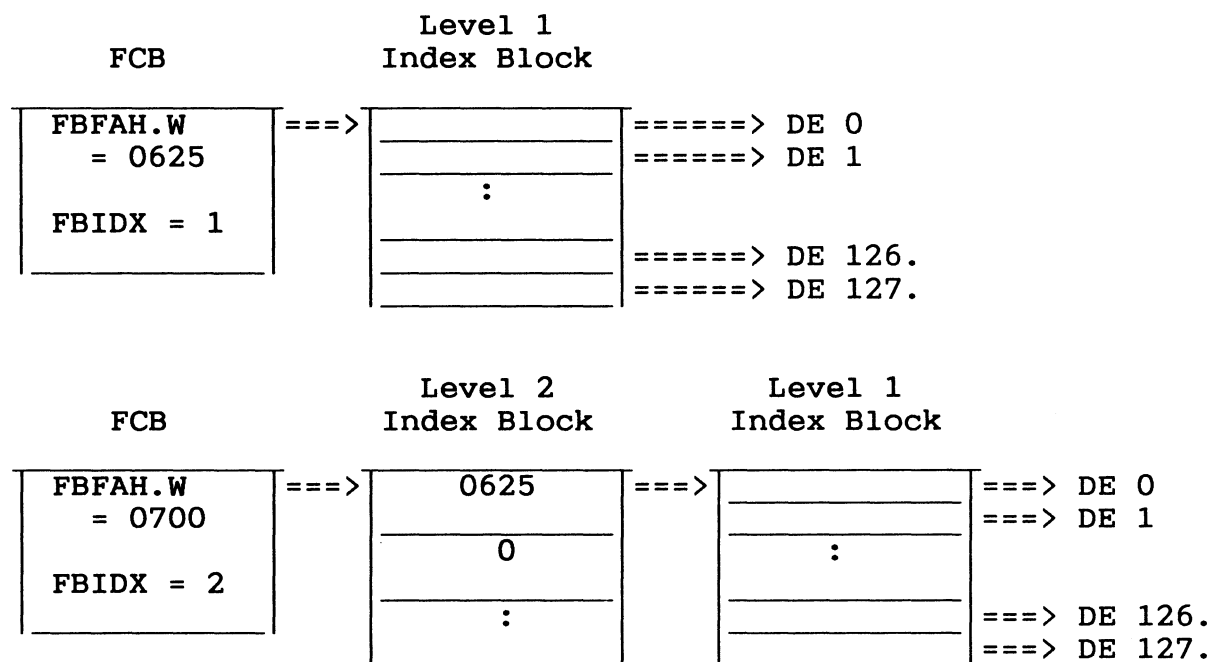 Level 1
FCB Index Block
FBFAH.W ===> ======> DE 0
= 0625 ======> DE 1
:
FBIDX = 1
======> DE 126.
======> DE 127.
Level 2 Level 1
FCB Index Block Index Block
FBFAH.W ===> 0625 ===> ===> DE 0
= 0700 ===> DE 1
0 :
FBIDX = 2
: ===> DE 126.
===> DE 127.